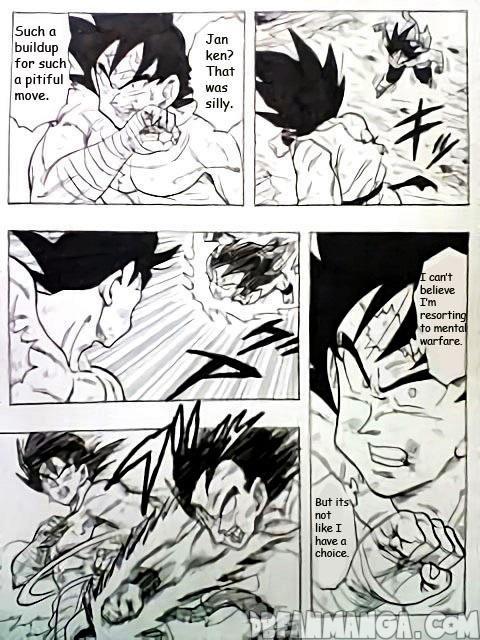 Such a
buildup
for such
a pitiful
move.
Jan
ken?
That
was
silly.
I can't
believe
I'm
resorting
to mental
warfare.
But its
not
like I
have a
choice.
DREAMMANGA.COM